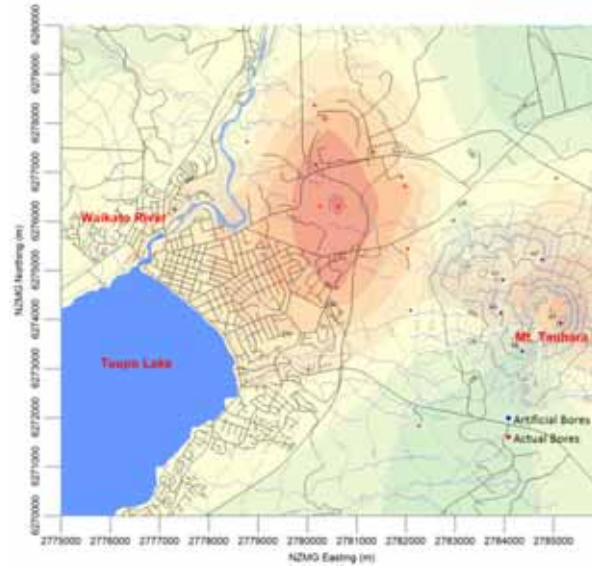 6280000
6279000
6278000
6277000
6276000
6275000
6274000
6273000
6272000
6271000
6270000
NZMG Northing (m)
Waikato River
Taupo Lake
Mt. Tauhara
Artificial Bores
Actual Bores
2775000 2776000 2777000 2778000 2779000 2780000 2781000 2782000 2783000 2784000 2785000
NZMG Easting (m)